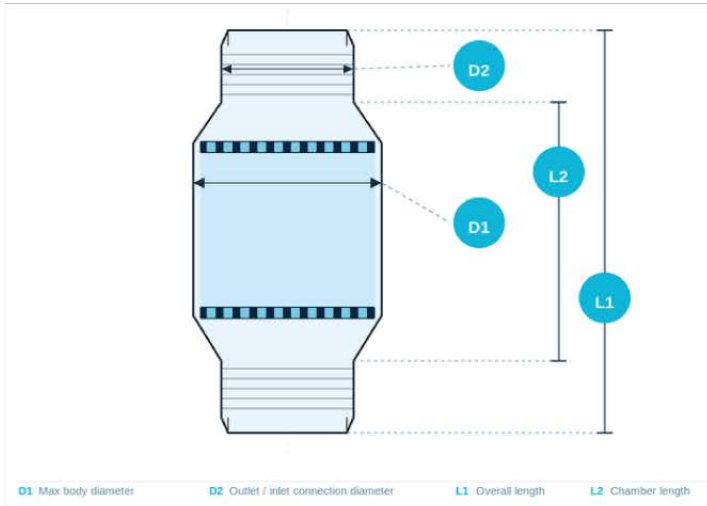 D2
L2
D1
L1
D1 Max body diameter D2 Outlet / inlet connection diameter L1 Overall length L2 Chamber length